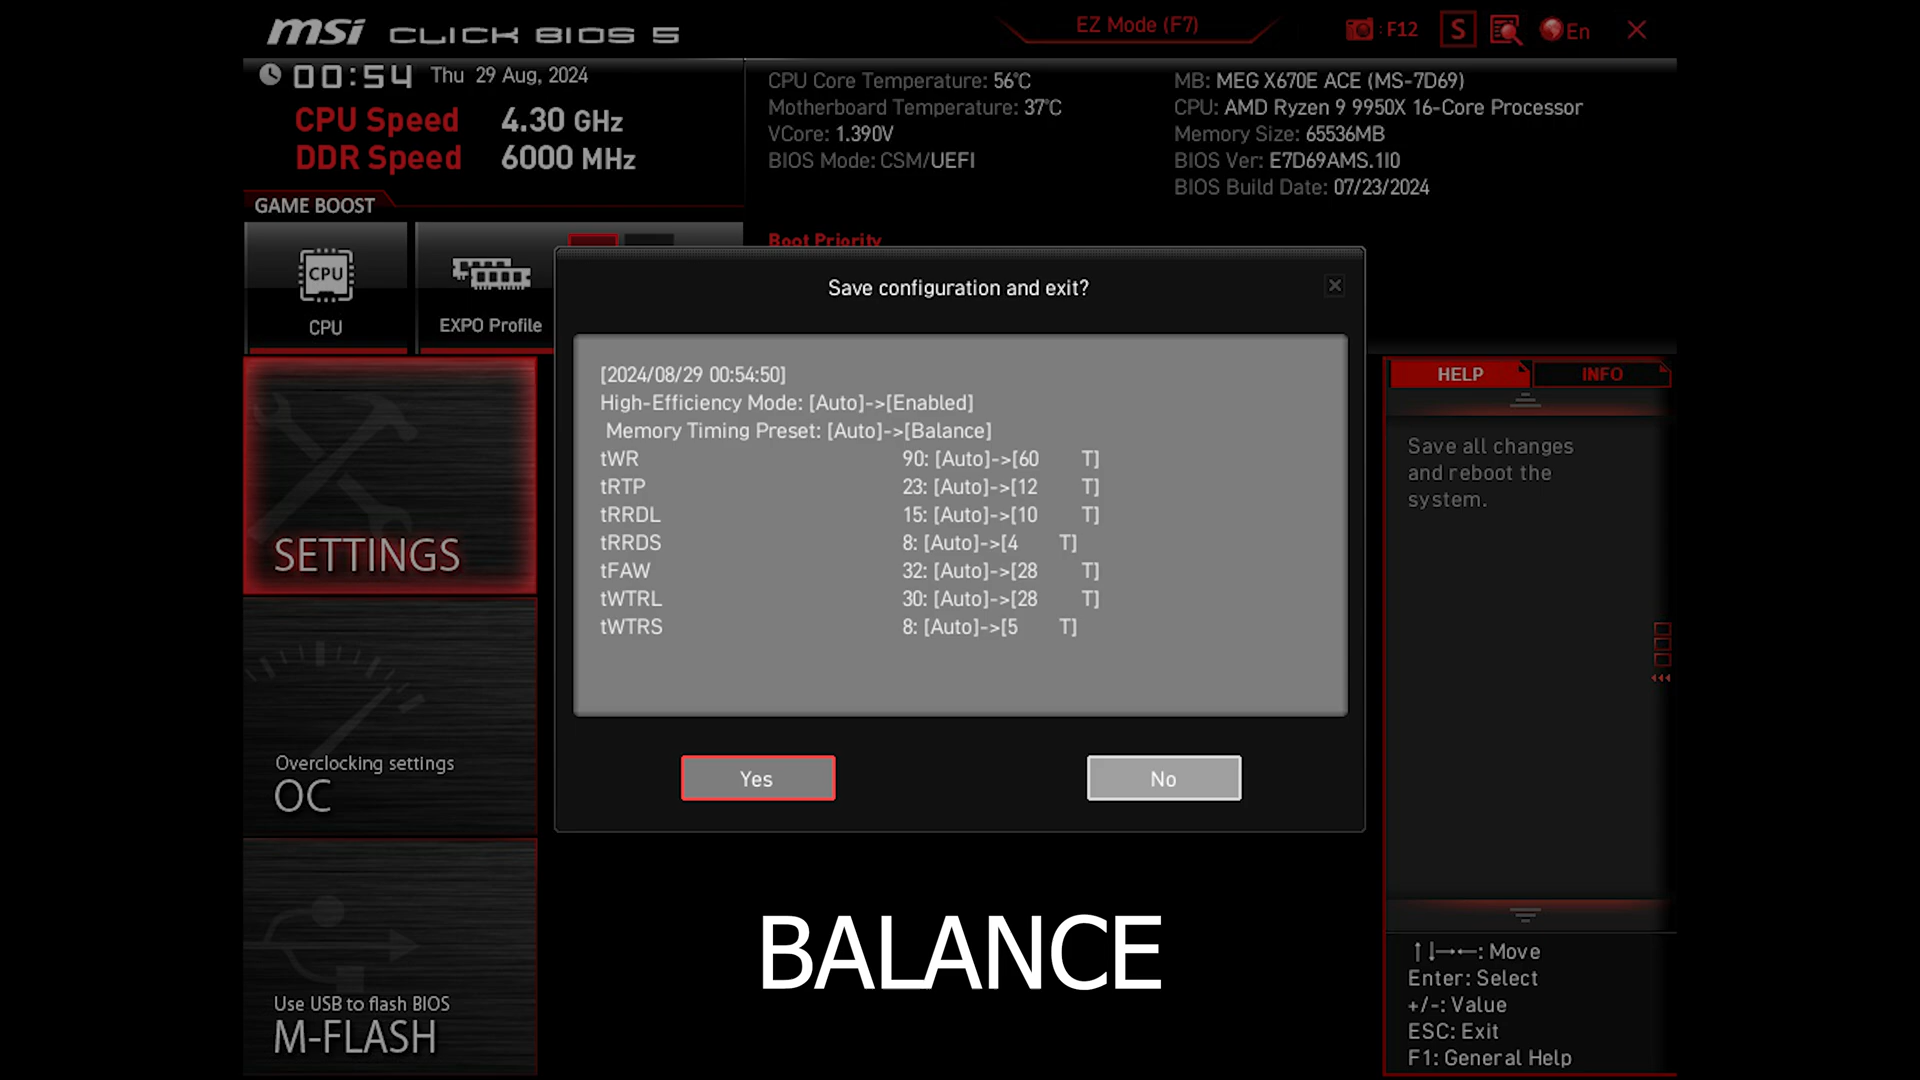 msi CLICK BIOS 5
EZ Mode (F7)
: F12
S
En
00:54 Thu 29 Aug, 2024
CPU Speed 4.30 GHz
DDR Speed 6000 MHz
CPU Core Temperature: 56°C
Motherboard Temperature: 37°C
VCore: 1.390V
BIOS Mode: CSM/UEFI
MB: MEG X670E ACE (MS-7D69)
CPU: AMD Ryzen 9 9950X 16-Core Processor
Memory Size: 65536MB
BIOS Ver: E7D69AMS.1I0
BIOS Build Date: 07/23/2024
GAME BOOST
CPU
CPU
EXPO Profile
Boot Priority
Save configuration and exit?
[2024/08/29 00:54:50]
High-Efficiency Mode: [Auto]->[Enabled]
Memory Timing Preset: [Auto]->[Balance]
tWR 90: [Auto]->[60 T]
tRTP 23: [Auto]->[12 T]
tRRDL 15: [Auto]->[10 T]
tRRDS 8: [Auto]->[4 T]
tFAW 32: [Auto]->[28 T]
tWTRL 30: [Auto]->[28 T]
tWTRS 8: [Auto]->[5 T]
Yes
No
SETTINGS
Overclocking settings
OC
Use USB to flash BIOS
M-FLASH
HELP
INFO
Save all changes
and reboot the
system.
↑↓→←: Move
Enter: Select
+/-: Value
ESC: Exit
F1: General Help
BALANCE